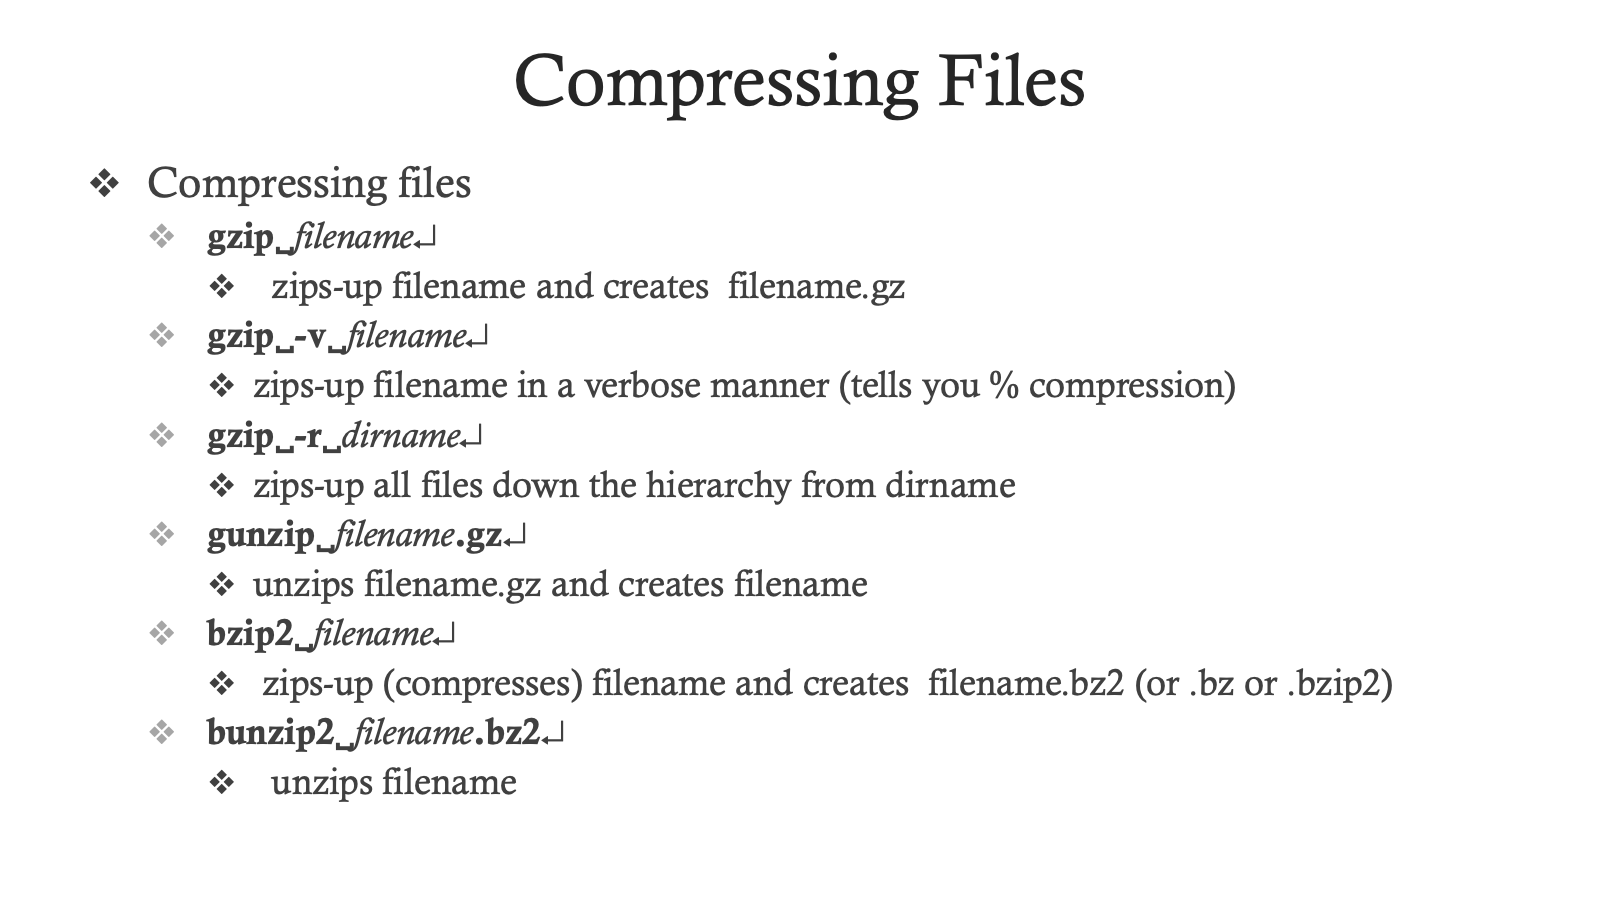 Compressing Files
❖ Compressing files
❖ gzip␣filename↵
❖ zips-up filename and creates  filename.gz
❖ gzip␣-v␣filename↵
❖ zips-up filename in a verbose manner (tells you % compression)
❖ gzip␣-r␣dirname↵
❖ zips-up all files down the hierarchy from dirname
❖ gunzip␣filename.gz↵
❖ unzips filename.gz and creates filename
❖ bzip2␣filename↵
❖ zips-up (compresses) filename and creates  filename.bz2 (or .bz or .bzip2)
❖ bunzip2␣filename.bz2↵
❖ unzips filename